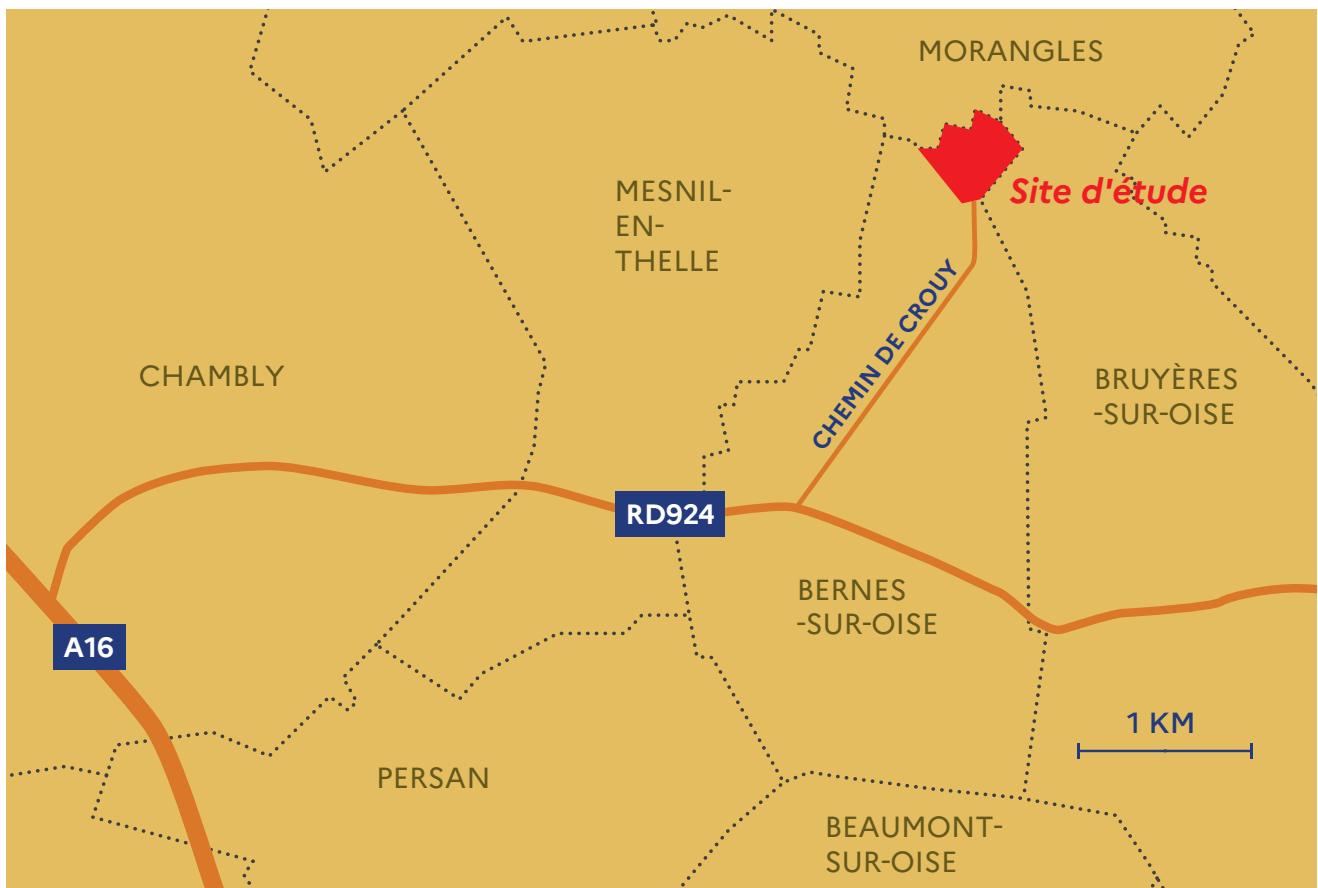 MORANGLES
Site d'étude
MESNIL-
EN-
THELLE
CHEMIN DE CROUY
CHAMBLY
BRUYÈRES
-SUR-OISE
RD924
BERNES
-SUR-OISE
A16
1 KM
PERSAN
BEAUMONT-
SUR-OISE